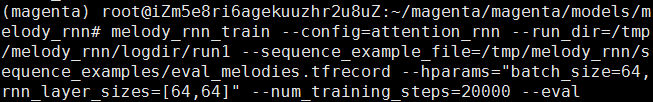 (magenta) root@iZm5e8ri6agekuuzhr2u8uZ:~/magenta/magenta/models/m
elody_rnn# melody_rnn_train --config=attention_rnn --run_dir=/tmp
/melody_rnn/logdir/run1 --sequence_example_file=/tmp/melody_rnn/s
equence_examples/eval_melodies.tfrecord --hparams="batch_size=64,
rnn_layer_sizes=[64,64]" --num_training_steps=20000 --eval